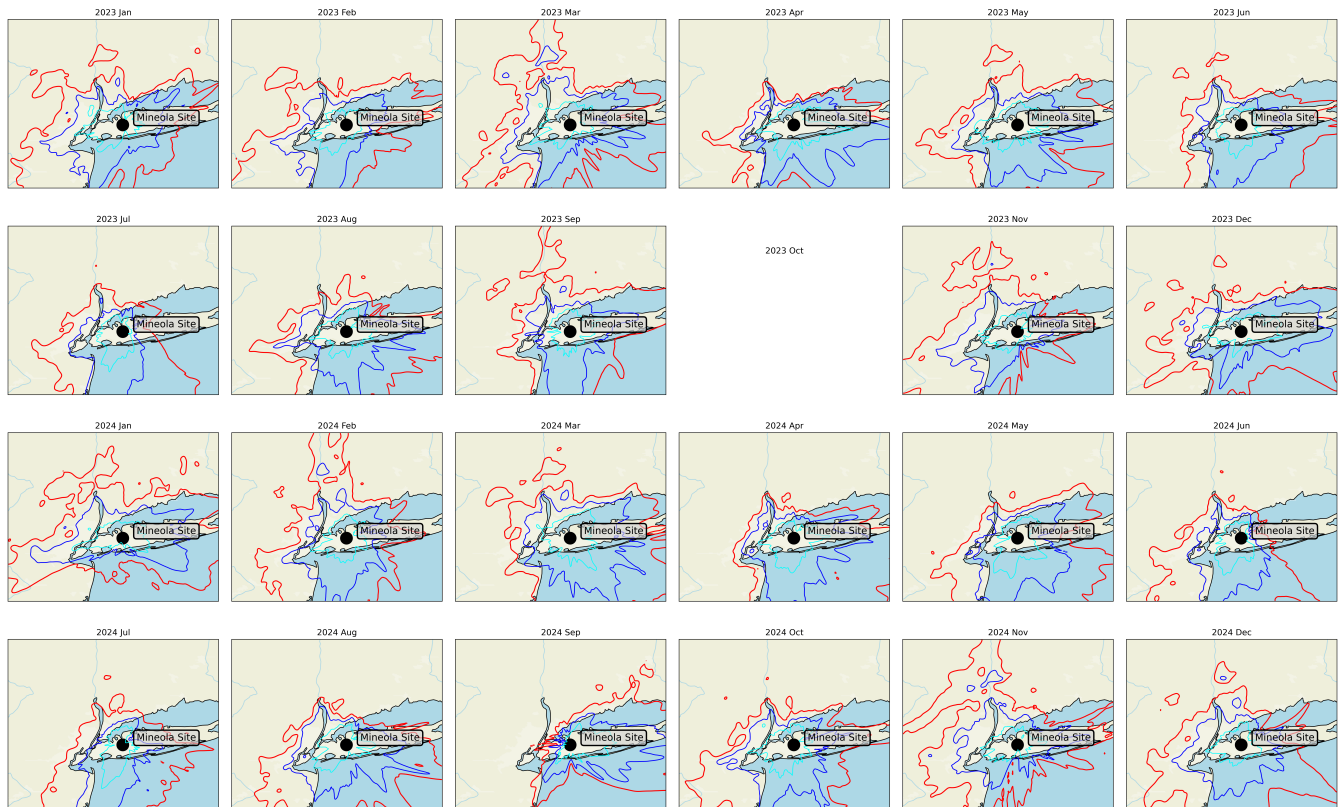 2023 Jan
2023 Feb
2023 Mar
2023 Apr
2023 May
2023 Jun
Mineola Site
Mineola Site
Mineola Site
Mineola Site
Mineola Site
Mineola Site
2023 Jul
2023 Aug
2023 Sep
2023 Oct
2023 Nov
2023 Dec
Mineola Site
Mineola Site
Mineola Site
Mineola Site
Mineola Site
2024 Jan
2024 Feb
2024 Mar
2024 Apr
2024 May
2024 Jun
Mineola Site
Mineola Site
Mineola Site
Mineola Site
Mineola Site
Mineola Site
2024 Jul
2024 Aug
2024 Sep
2024 Oct
2024 Nov
2024 Dec
Mineola Site
Mineola Site
Mineola Site
Mineola Site
Mineola Site
Mineola Site